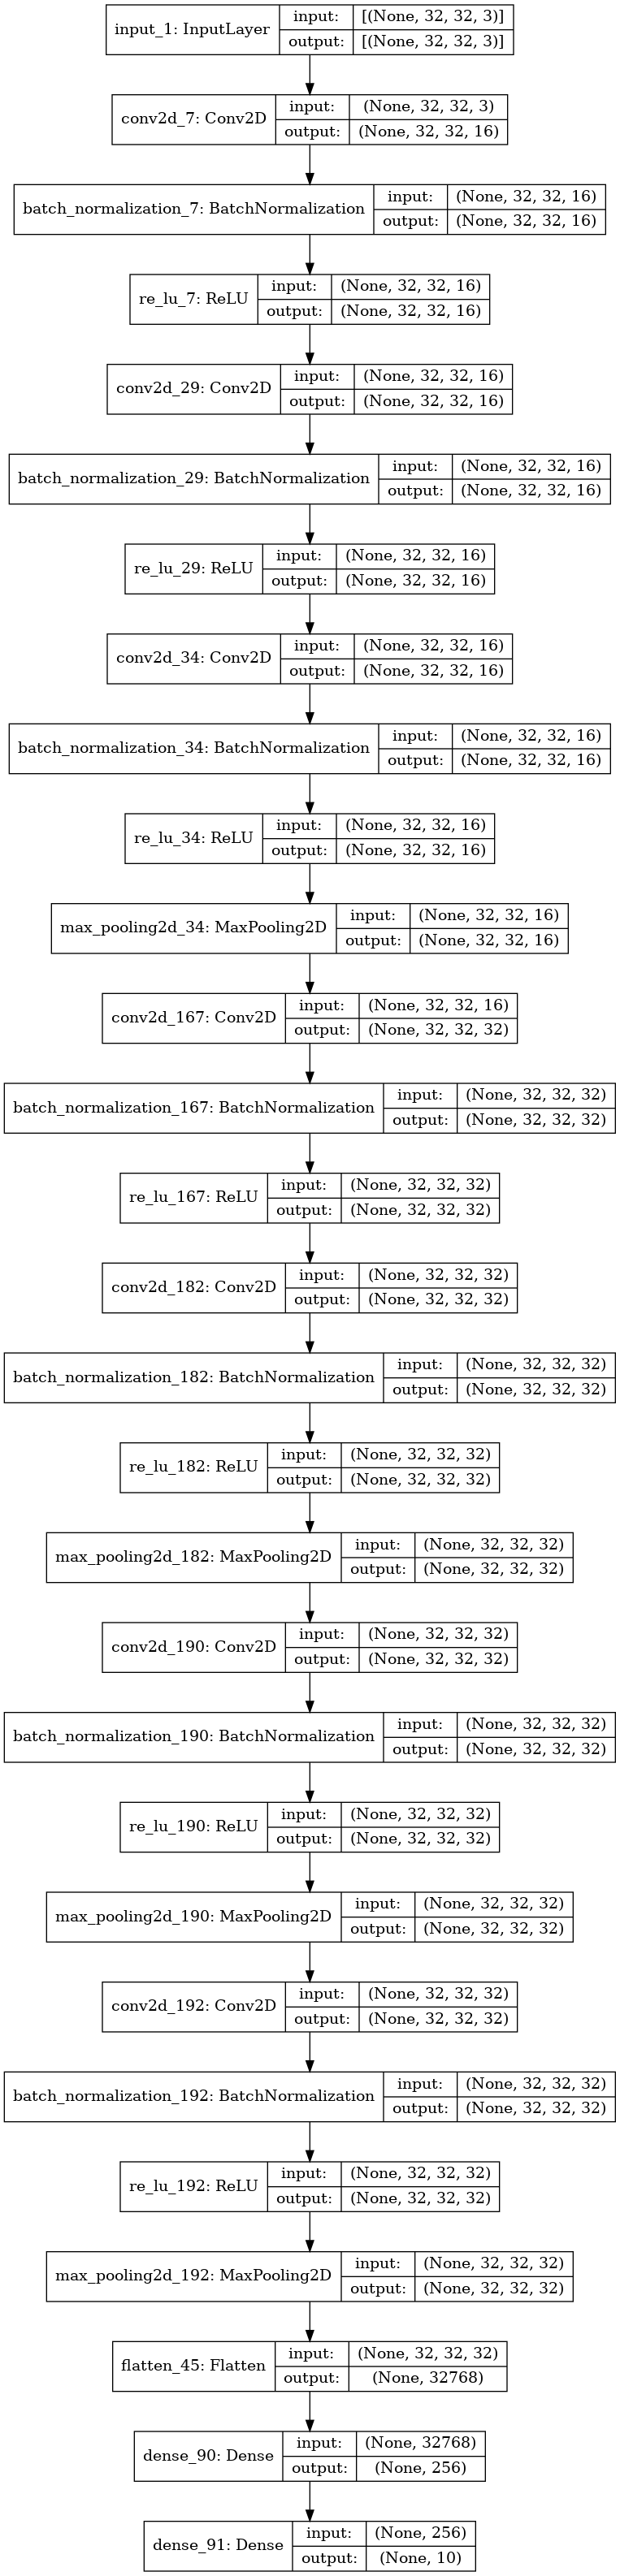 input_1: InputLayer
input: [(None, 32, 32, 3)]
output: [(None, 32, 32, 3)]
conv2d_7: Conv2D
input: (None, 32, 32, 3)
output: (None, 32, 32, 16)
batch_normalization_7: BatchNormalization
input: (None, 32, 32, 16)
output: (None, 32, 32, 16)
re_lu_7: ReLU
input: (None, 32, 32, 16)
output: (None, 32, 32, 16)
conv2d_29: Conv2D
input: (None, 32, 32, 16)
output: (None, 32, 32, 16)
batch_normalization_29: BatchNormalization
input: (None, 32, 32, 16)
output: (None, 32, 32, 16)
re_lu_29: ReLU
input: (None, 32, 32, 16)
output: (None, 32, 32, 16)
conv2d_34: Conv2D
input: (None, 32, 32, 16)
output: (None, 32, 32, 16)
batch_normalization_34: BatchNormalization
input: (None, 32, 32, 16)
output: (None, 32, 32, 16)
re_lu_34: ReLU
input: (None, 32, 32, 16)
output: (None, 32, 32, 16)
max_pooling2d_34: MaxPooling2D
input: (None, 32, 32, 16)
output: (None, 32, 32, 16)
conv2d_167: Conv2D
input: (None, 32, 32, 16)
output: (None, 32, 32, 32)
batch_normalization_167: BatchNormalization
input: (None, 32, 32, 32)
output: (None, 32, 32, 32)
re_lu_167: ReLU
input: (None, 32, 32, 32)
output: (None, 32, 32, 32)
conv2d_182: Conv2D
input: (None, 32, 32, 32)
output: (None, 32, 32, 32)
batch_normalization_182: BatchNormalization
input: (None, 32, 32, 32)
output: (None, 32, 32, 32)
re_lu_182: ReLU
input: (None, 32, 32, 32)
output: (None, 32, 32, 32)
max_pooling2d_182: MaxPooling2D
input: (None, 32, 32, 32)
output: (None, 32, 32, 32)
conv2d_190: Conv2D
input: (None, 32, 32, 32)
output: (None, 32, 32, 32)
batch_normalization_190: BatchNormalization
input: (None, 32, 32, 32)
output: (None, 32, 32, 32)
re_lu_190: ReLU
input: (None, 32, 32, 32)
output: (None, 32, 32, 32)
max_pooling2d_190: MaxPooling2D
input: (None, 32, 32, 32)
output: (None, 32, 32, 32)
conv2d_192: Conv2D
input: (None, 32, 32, 32)
output: (None, 32, 32, 32)
batch_normalization_192: BatchNormalization
input: (None, 32, 32, 32)
output: (None, 32, 32, 32)
re_lu_192: ReLU
input: (None, 32, 32, 32)
output: (None, 32, 32, 32)
max_pooling2d_192: MaxPooling2D
input: (None, 32, 32, 32)
output: (None, 32, 32, 32)
flatten_45: Flatten
input: (None, 32, 32, 32)
output: (None, 32768)
dense_90: Dense
input: (None, 32768)
output: (None, 256)
dense_91: Dense
input: (None, 256)
output: (None, 10)